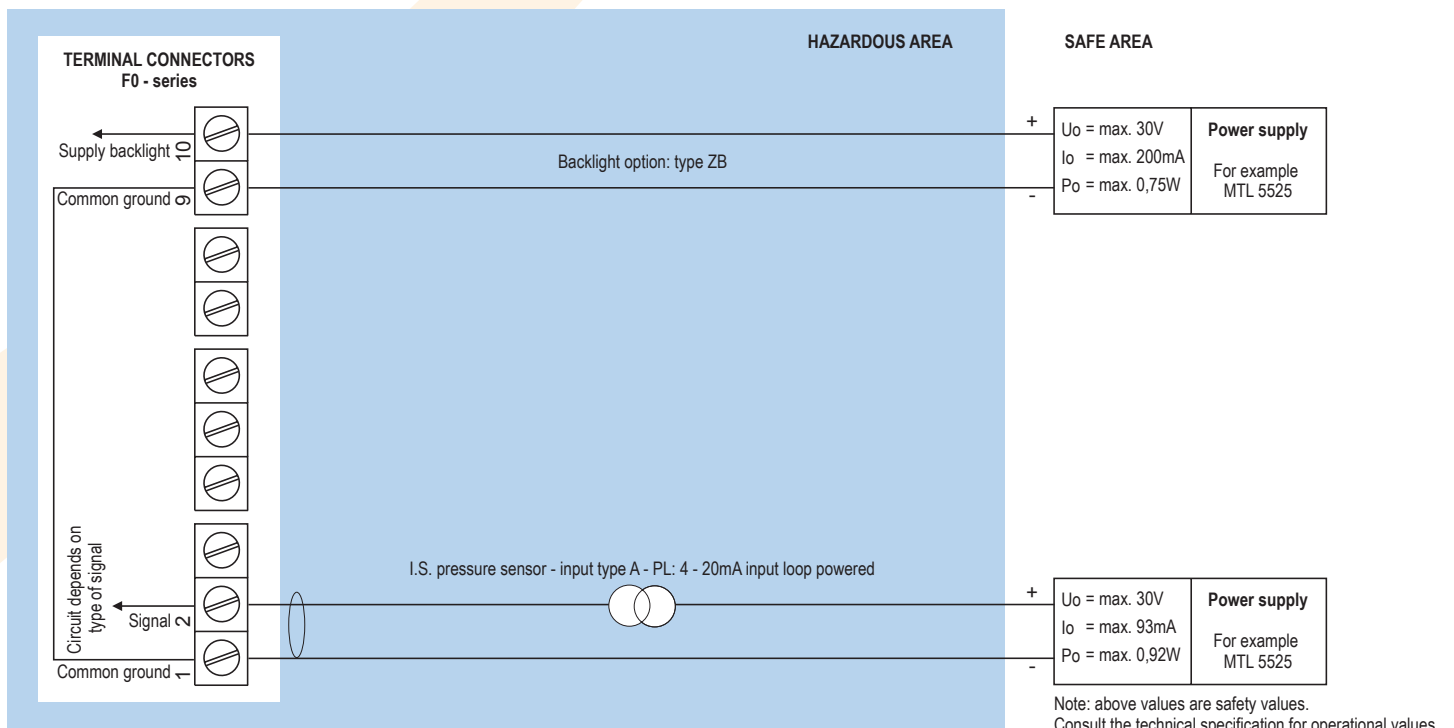 HAZARDOUS AREA
SAFE AREA
TERMINAL CONNECTORS
F0 - series
Supply backlight 10
Common ground 9
Backlight option: type ZB
+
-
Uo = max. 30V
Io = max. 200mA
Po = max. 0,75W
Power supply
For example
MTL 5525
Circuit depends on
type of signal
Signal 2
Common ground 1
I.S. pressure sensor - input type A - PL: 4 - 20mA input loop powered
+
-
Uo = max. 30V
Io = max. 93mA
Po = max. 0,92W
Power supply
For example
MTL 5525
Note: above values are safety values.
Consult the technical specification for operational values